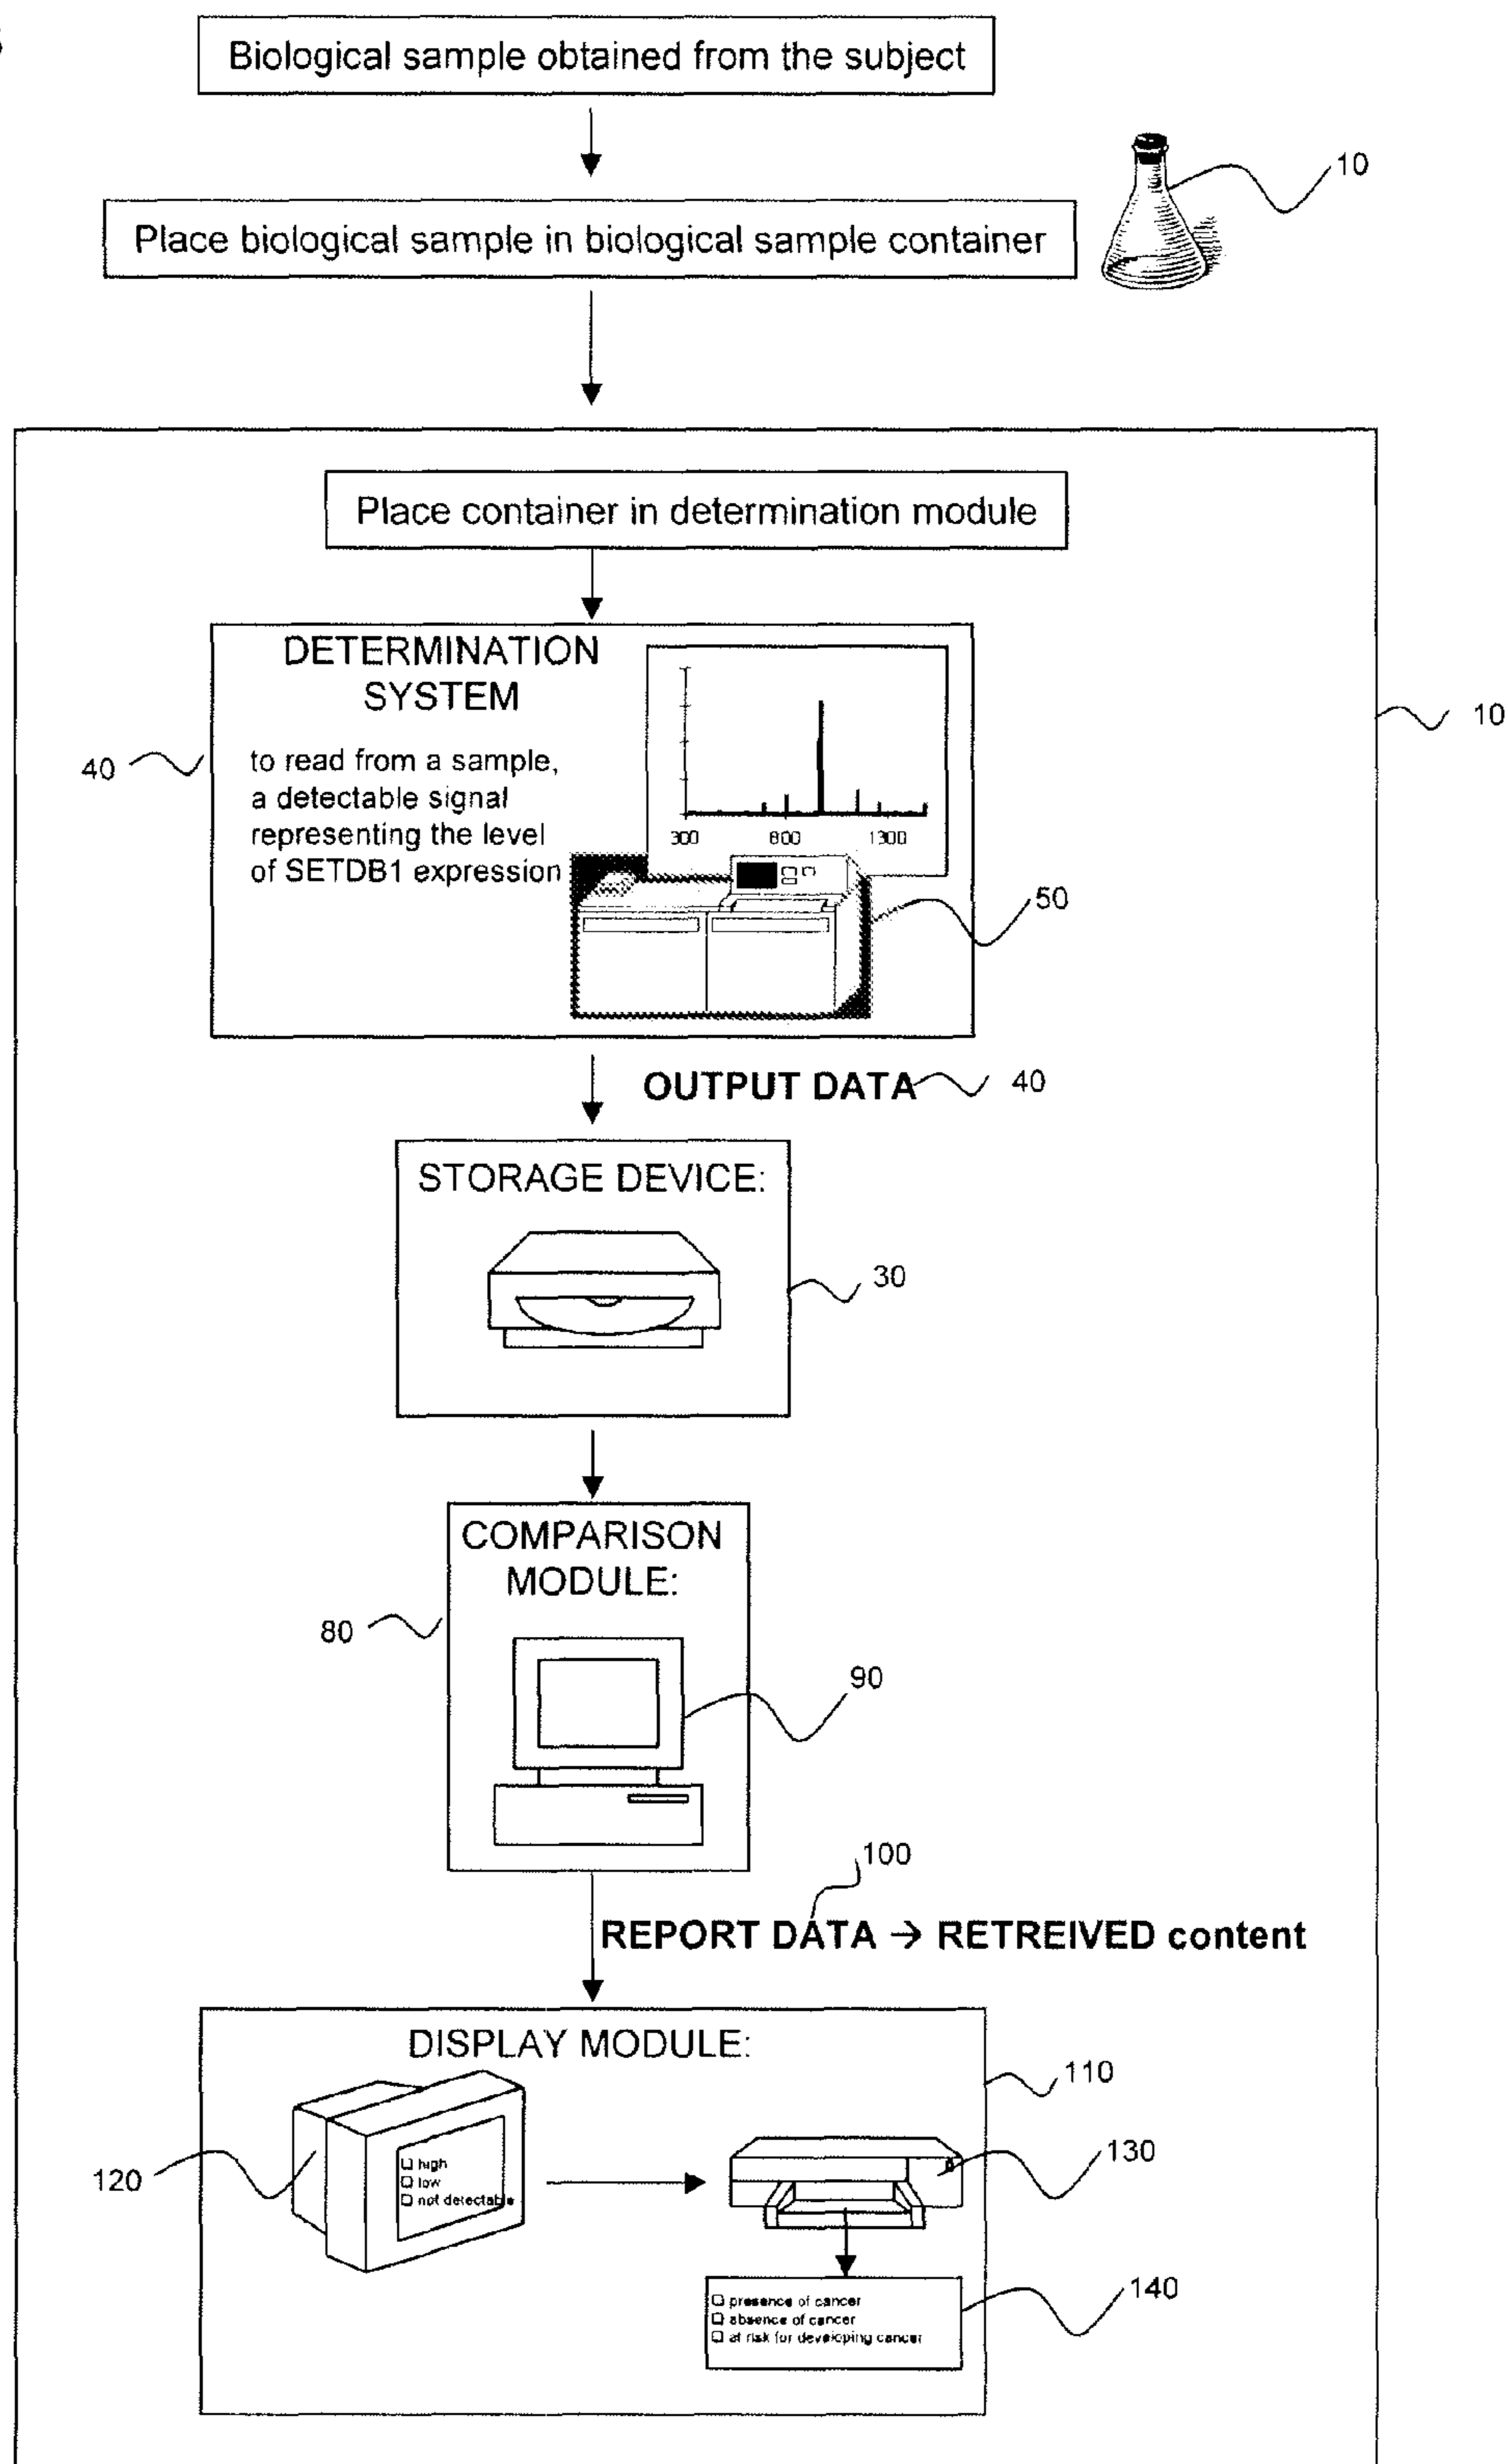 Biological sample obtained from the subject
10
Place biological sample in biological sample container
Place container in determination module
DETERMINATION
SYSTEM
10
40
to read from a sample,
a detectable signal
representing the level
of SETDB1 expression
300 800 1300
50
OUTPUT DATA 40
STORAGE DEVICE:
30
COMPARISON
MODULE:
80
90
100
REPORT DATA → RETREIVED content
DISPLAY MODULE:
110
120
high
low
not detectable
130
140
presence of cancer
absence of cancer
at risk for developing cancer